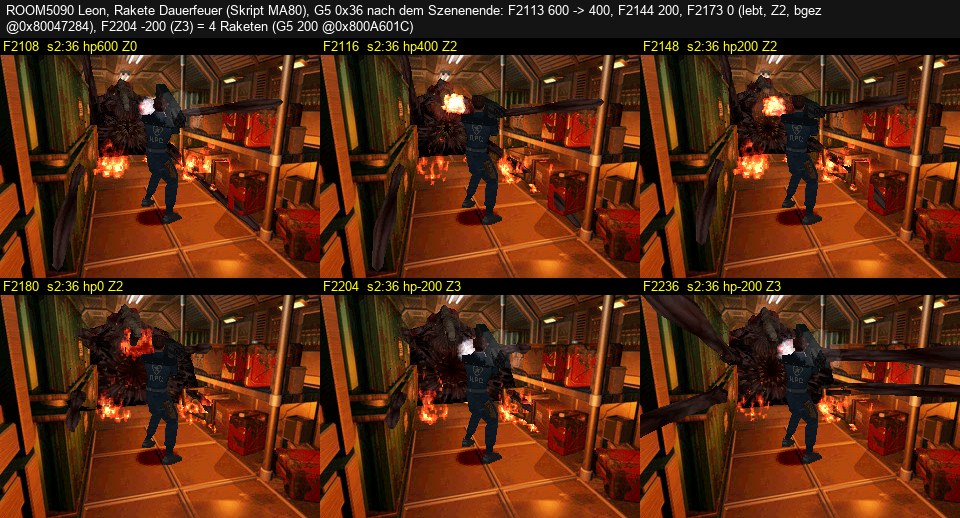 ROOM5090 Leon, Rakete Dauerfeuer (Skript MA80), G5 0x36 nach dem Szenenende: F2113 600 -> 400, F2144 200, F2173 0 (lebt, Z2, bgez
@0x80047284), F2204 -200 (Z3) = 4 Raketen (G5 200 @0x800A601C)
F2108 s2:36 hp600 Z0
F2116 s2:36 hp400 Z2
F2148 s2:36 hp200 Z2
R.P.D.
F2180 s2:36 hp0 Z2
F2204 s2:36 hp-200 Z3
F2236 s2:36 hp-200 Z3